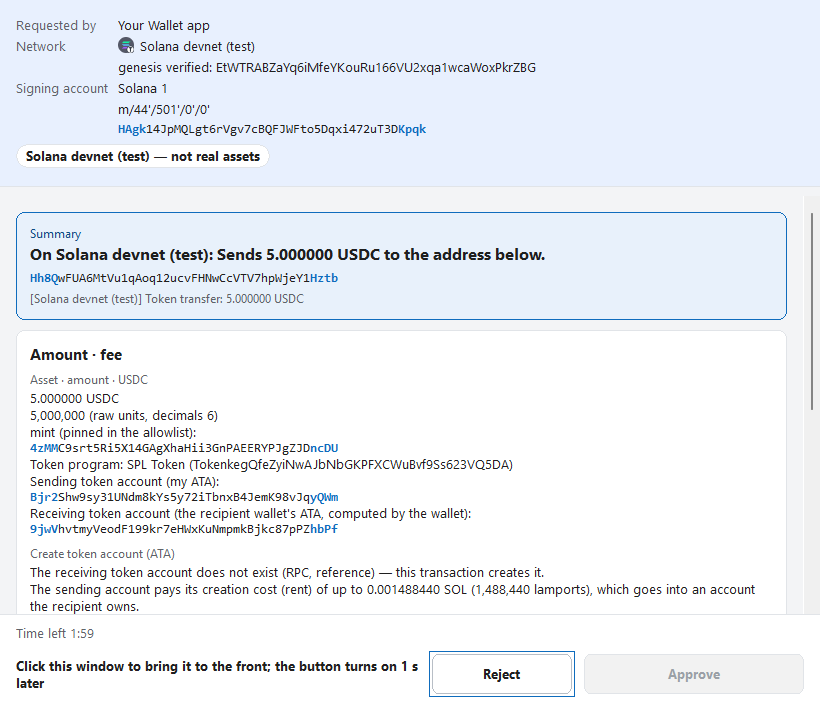 Requested by Your Wallet app
Network Solana devnet (test)
genesis verified: EtWTRABZaYq6iMfeYKouRu166VU2xqa1wcaWoxPkrZBG
Signing account Solana 1
m/44'/501'/0'/0'
HAgk14JpMQLgt6rVgv7cBQFJWFto5Dqxi472uT3DKpqk
Solana devnet (test) — not real assets
Summary
On Solana devnet (test): Sends 5.000000 USDC to the address below.
Hh8QwFUA6MtVu1qAoq12ucvFHNwCcVTV7hpWjeY1Hztb
[Solana devnet (test)] Token transfer: 5.000000 USDC
Amount · fee
Asset · amount · USDC
5.000000 USDC
5,000,000 (raw units, decimals 6)
mint (pinned in the allowlist):
4zMMC9srt5Ri5X14GAgXhaHii3GnPAEERYPJgZJDncDU
Token program: SPL Token (TokenkegQfeZyiNwAJbNbGKPFXCWuBvf9Ss623VQ5DA)
Sending token account (my ATA):
Bjr2Shw9sy31UNdm8kYs5y72iTbnxB4JemK98vJqyQWm
Receiving token account (the recipient wallet's ATA, computed by the wallet):
9jwVhvtmyVeodF199kr7eHWxKuNmpmkBjkc87pPZhbPf
Create token account (ATA)
The receiving token account does not exist (RPC, reference) — this transaction creates it.
The sending account pays its creation cost (rent) of up to 0.001488440 SOL (1,488,440 lamports), which goes into an account
the recipient owns.
Time left 1:59
Click this window to bring it to the front; the button turns on 1 s
later
Reject
Approve